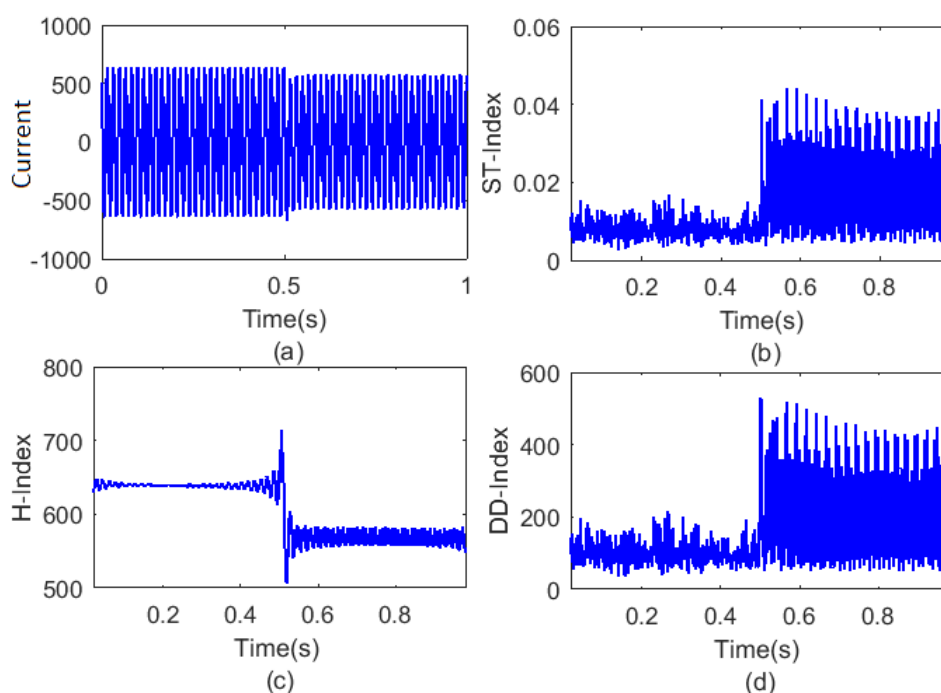 1000
500
0
-500
-1000
Current
0
0.5
1
Time(s)
(a)
0.06
0.04
0.02
0
ST-Index
0.2
0.4
0.6
0.8
Time(s)
(b)
800
700
600
500
H-Index
0.2
0.4
0.6
0.8
Time(s)
(c)
600
400
200
0
DD-Index
0.2
0.4
0.6
0.8
Time(s)
(d)